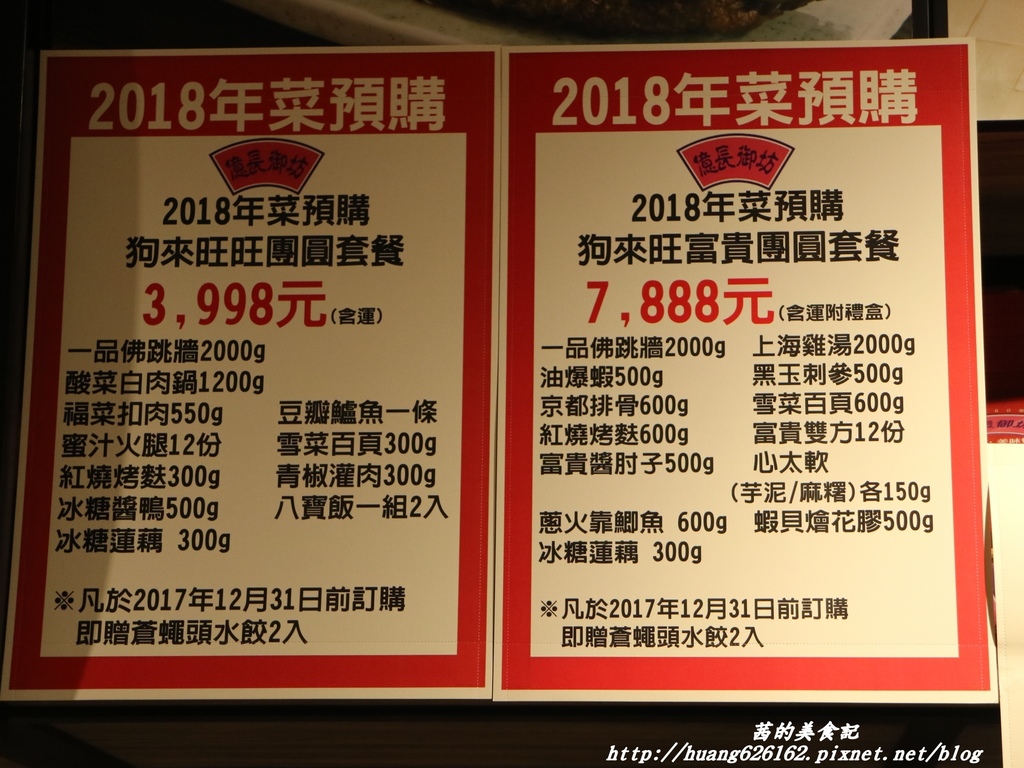 2018年菜預購
億長御坊
2018年菜預購
狗來旺旺團圓套餐
3,998元(含運)
一品佛跳牆2000g
酸菜白肉鍋1200g
福菜扣肉550g 豆瓣鱸魚一條
蜜汁火腿12份 雪菜百頁300g
紅燒烤麩300g 青椒灌肉300g
冰糖醬鴨500g 八寶飯一組2入
冰糖蓮藕 300g
※凡於2017年12月31日前訂購
即贈蒼蠅頭水餃2入
2018年菜預購
億長御坊
2018年菜預購
狗來旺富貴團圓套餐
7,888元(含運附禮盒)
一品佛跳牆2000g 上海雞湯2000g
油爆蝦500g 黑玉刺參500g
京都排骨600g 雪菜百頁600g
紅燒烤麩600g 富貴雙方12份
富貴醬肘子500g 心太軟
(芋泥/麻糬)各150g
蔥火靠鯽魚 600g 蝦貝燴花膠500g
冰糖蓮藕 300g
※凡於2017年12月31日前訂購
即贈蒼蠅頭水餃2入
御坊
茜的美食記
http://huang626162.pixnet.net/blog